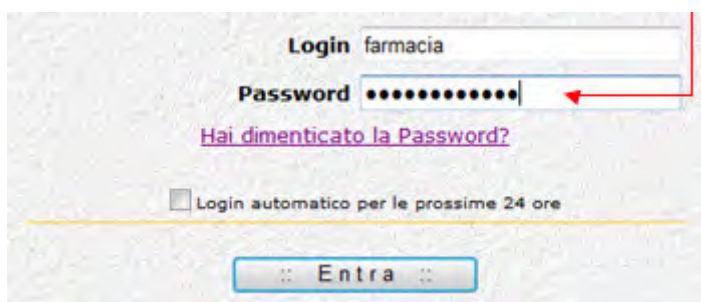 Login farmacia
Password ●●●●●●●●●●●●
Hai dimenticato la Password?
Login automatico per le prossime 24 ore
:: Entra ::